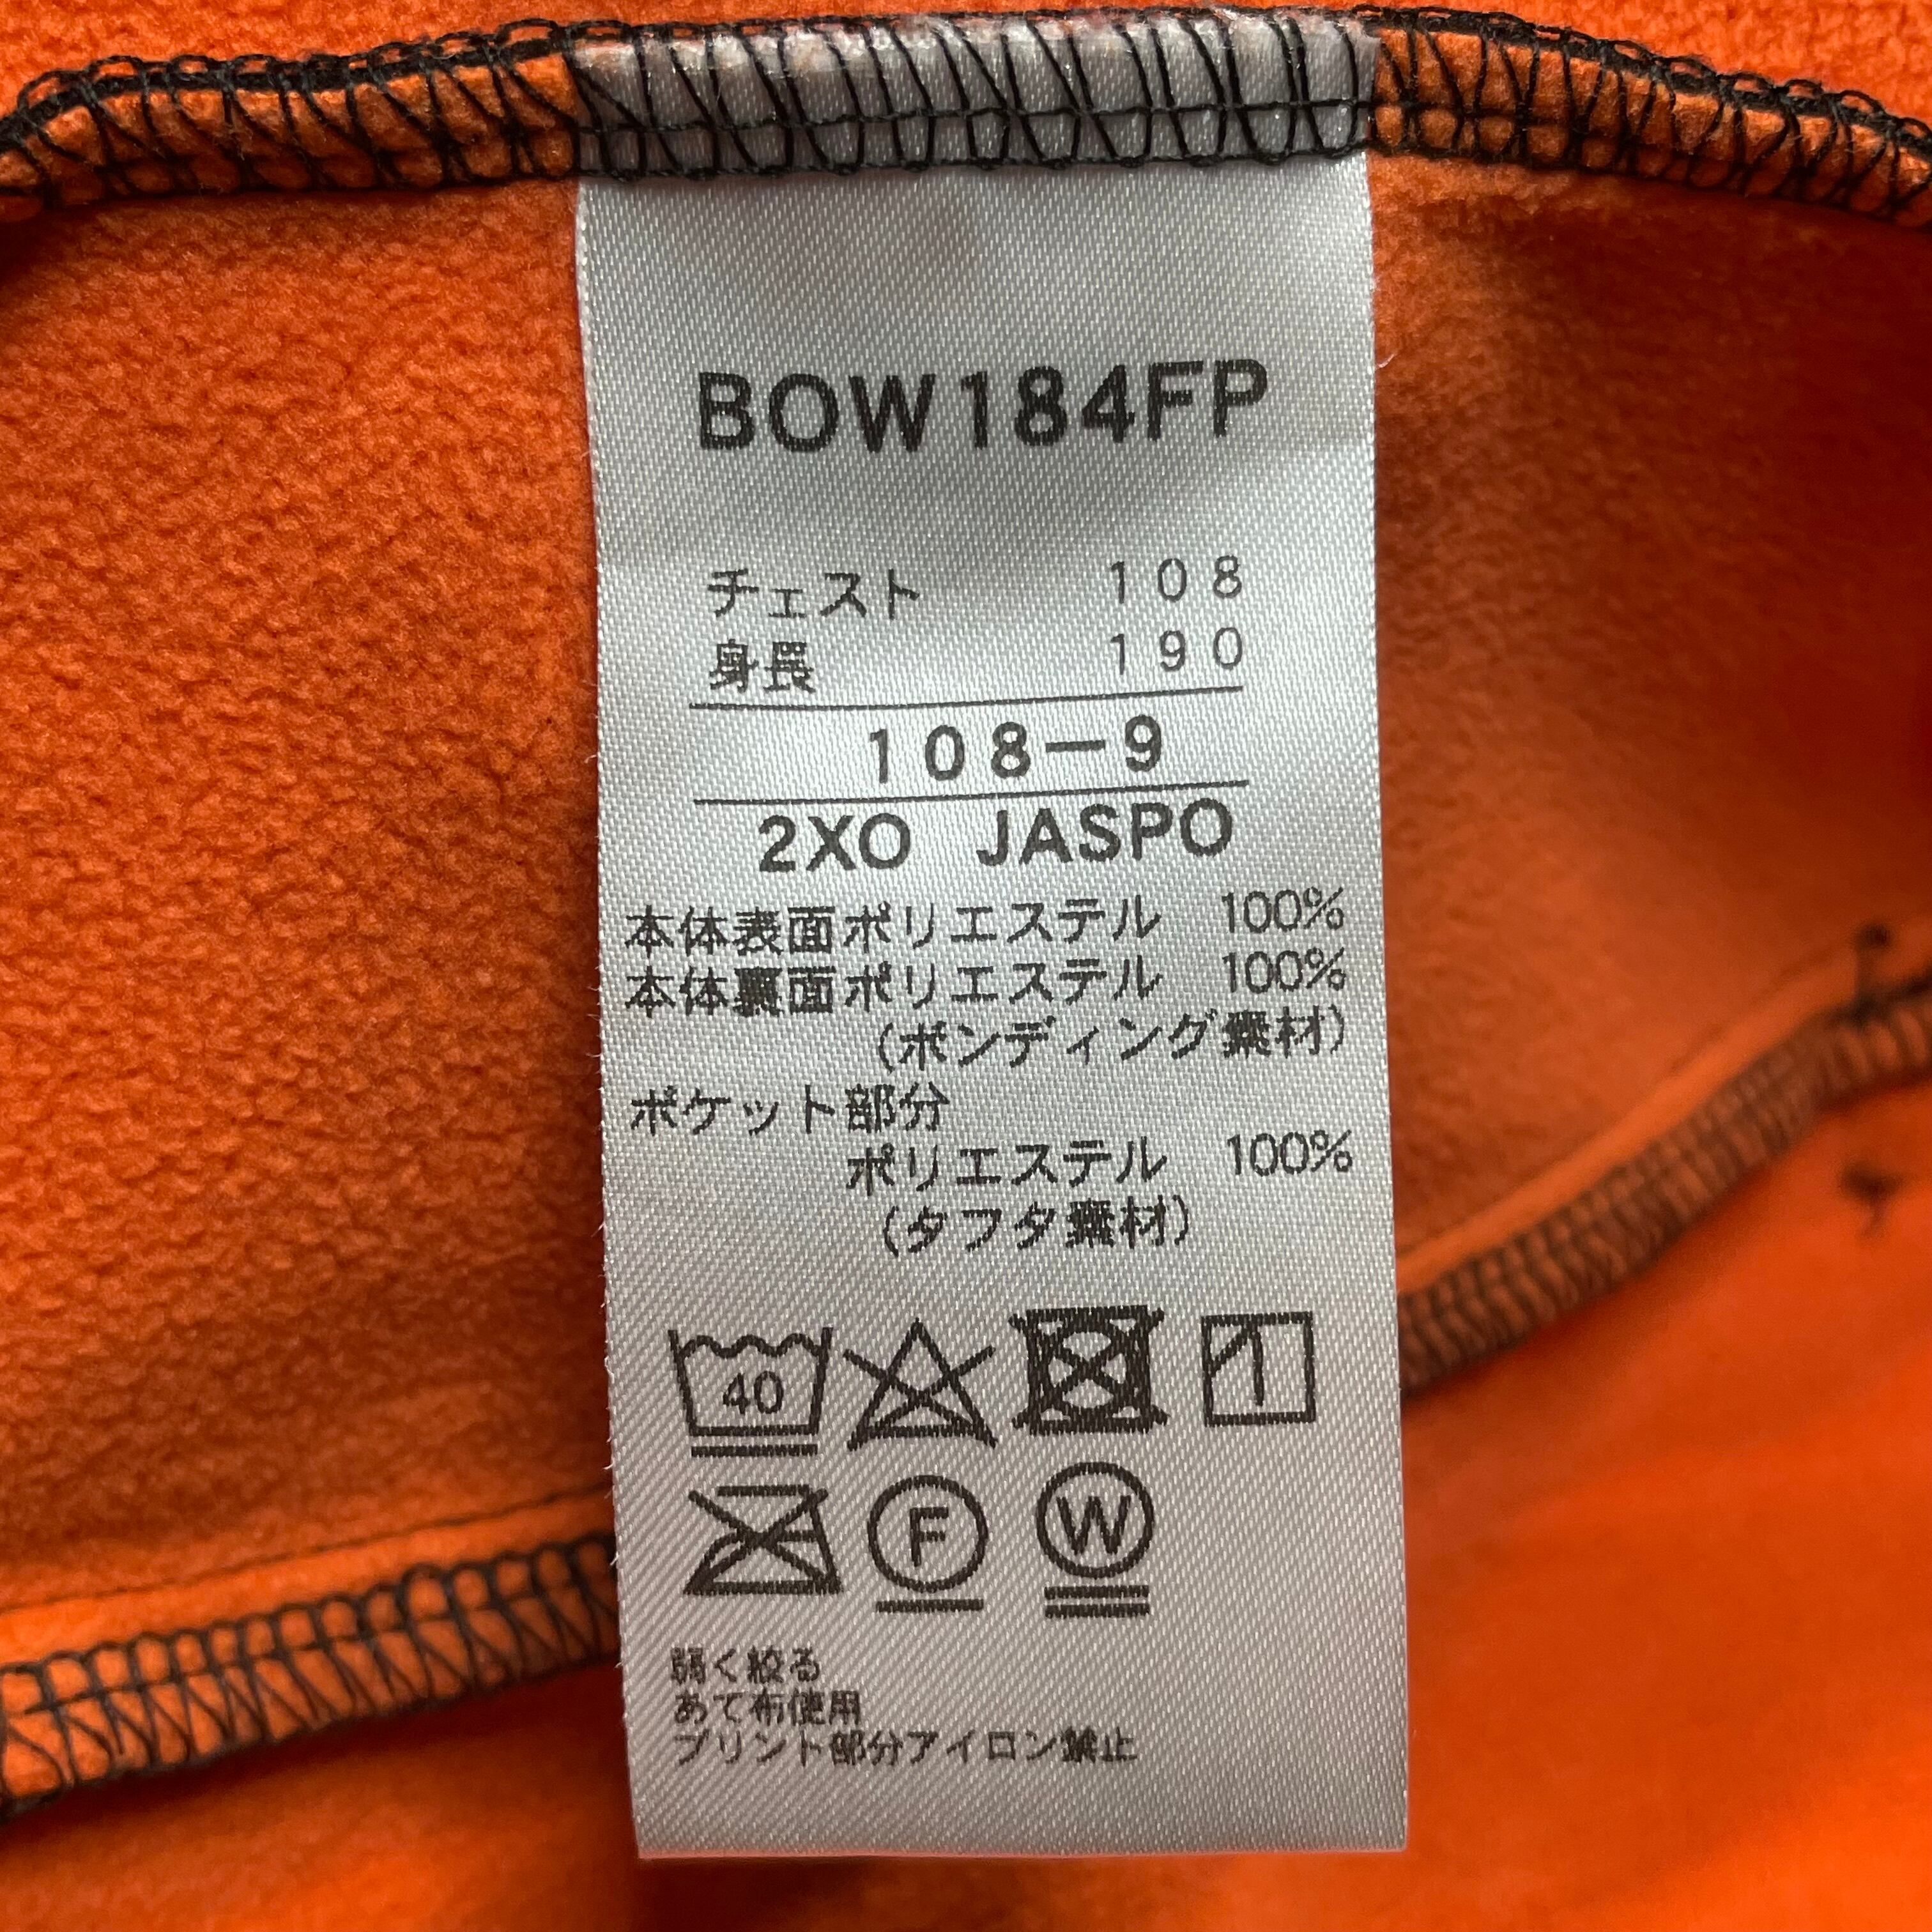 BOW184FP
チェスト 108
身長 190
108-9
2XO JASPO
本体表面ポリエステル 100%
本体裏面ポリエステル 100%
(ボンディング素材)
ポケット部分
ポリエステル 100%
(タフタ素材)
40
F W
弱く絞る
あて布使用
プリント部分アイロン禁止